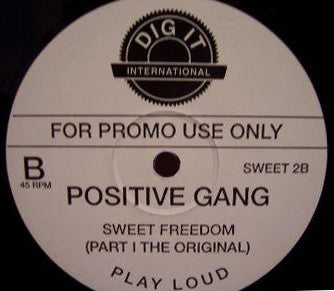 DIG IT
INTERNATIONAL
FOR PROMO USE ONLY
B
45 RPM
SWEET 2B
POSITIVE GANG
SWEET FREEDOM
(PART I THE ORIGINAL)
PLAY LOUD